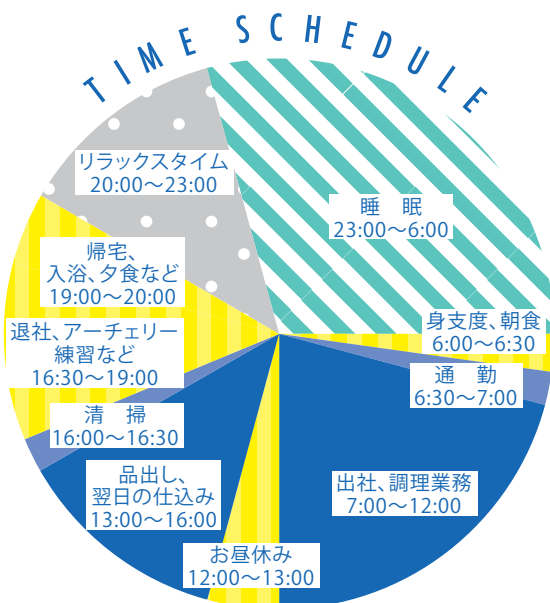 TIME SCHEDULE
睡　眠
23:00～6:00
身支度、朝食
6:00～6:30
通　勤
6:30～7:00
出社、調理業務
7:00～12:00
お昼休み
12:00～13:00
品出し、
翌日の仕込み
13:00～16:00
清　掃
16:00～16:30
退社、アーチェリー
練習など
16:30～19:00
帰宅、
入浴、夕食など
19:00～20:00
リラックスタイム
20:00～23:00